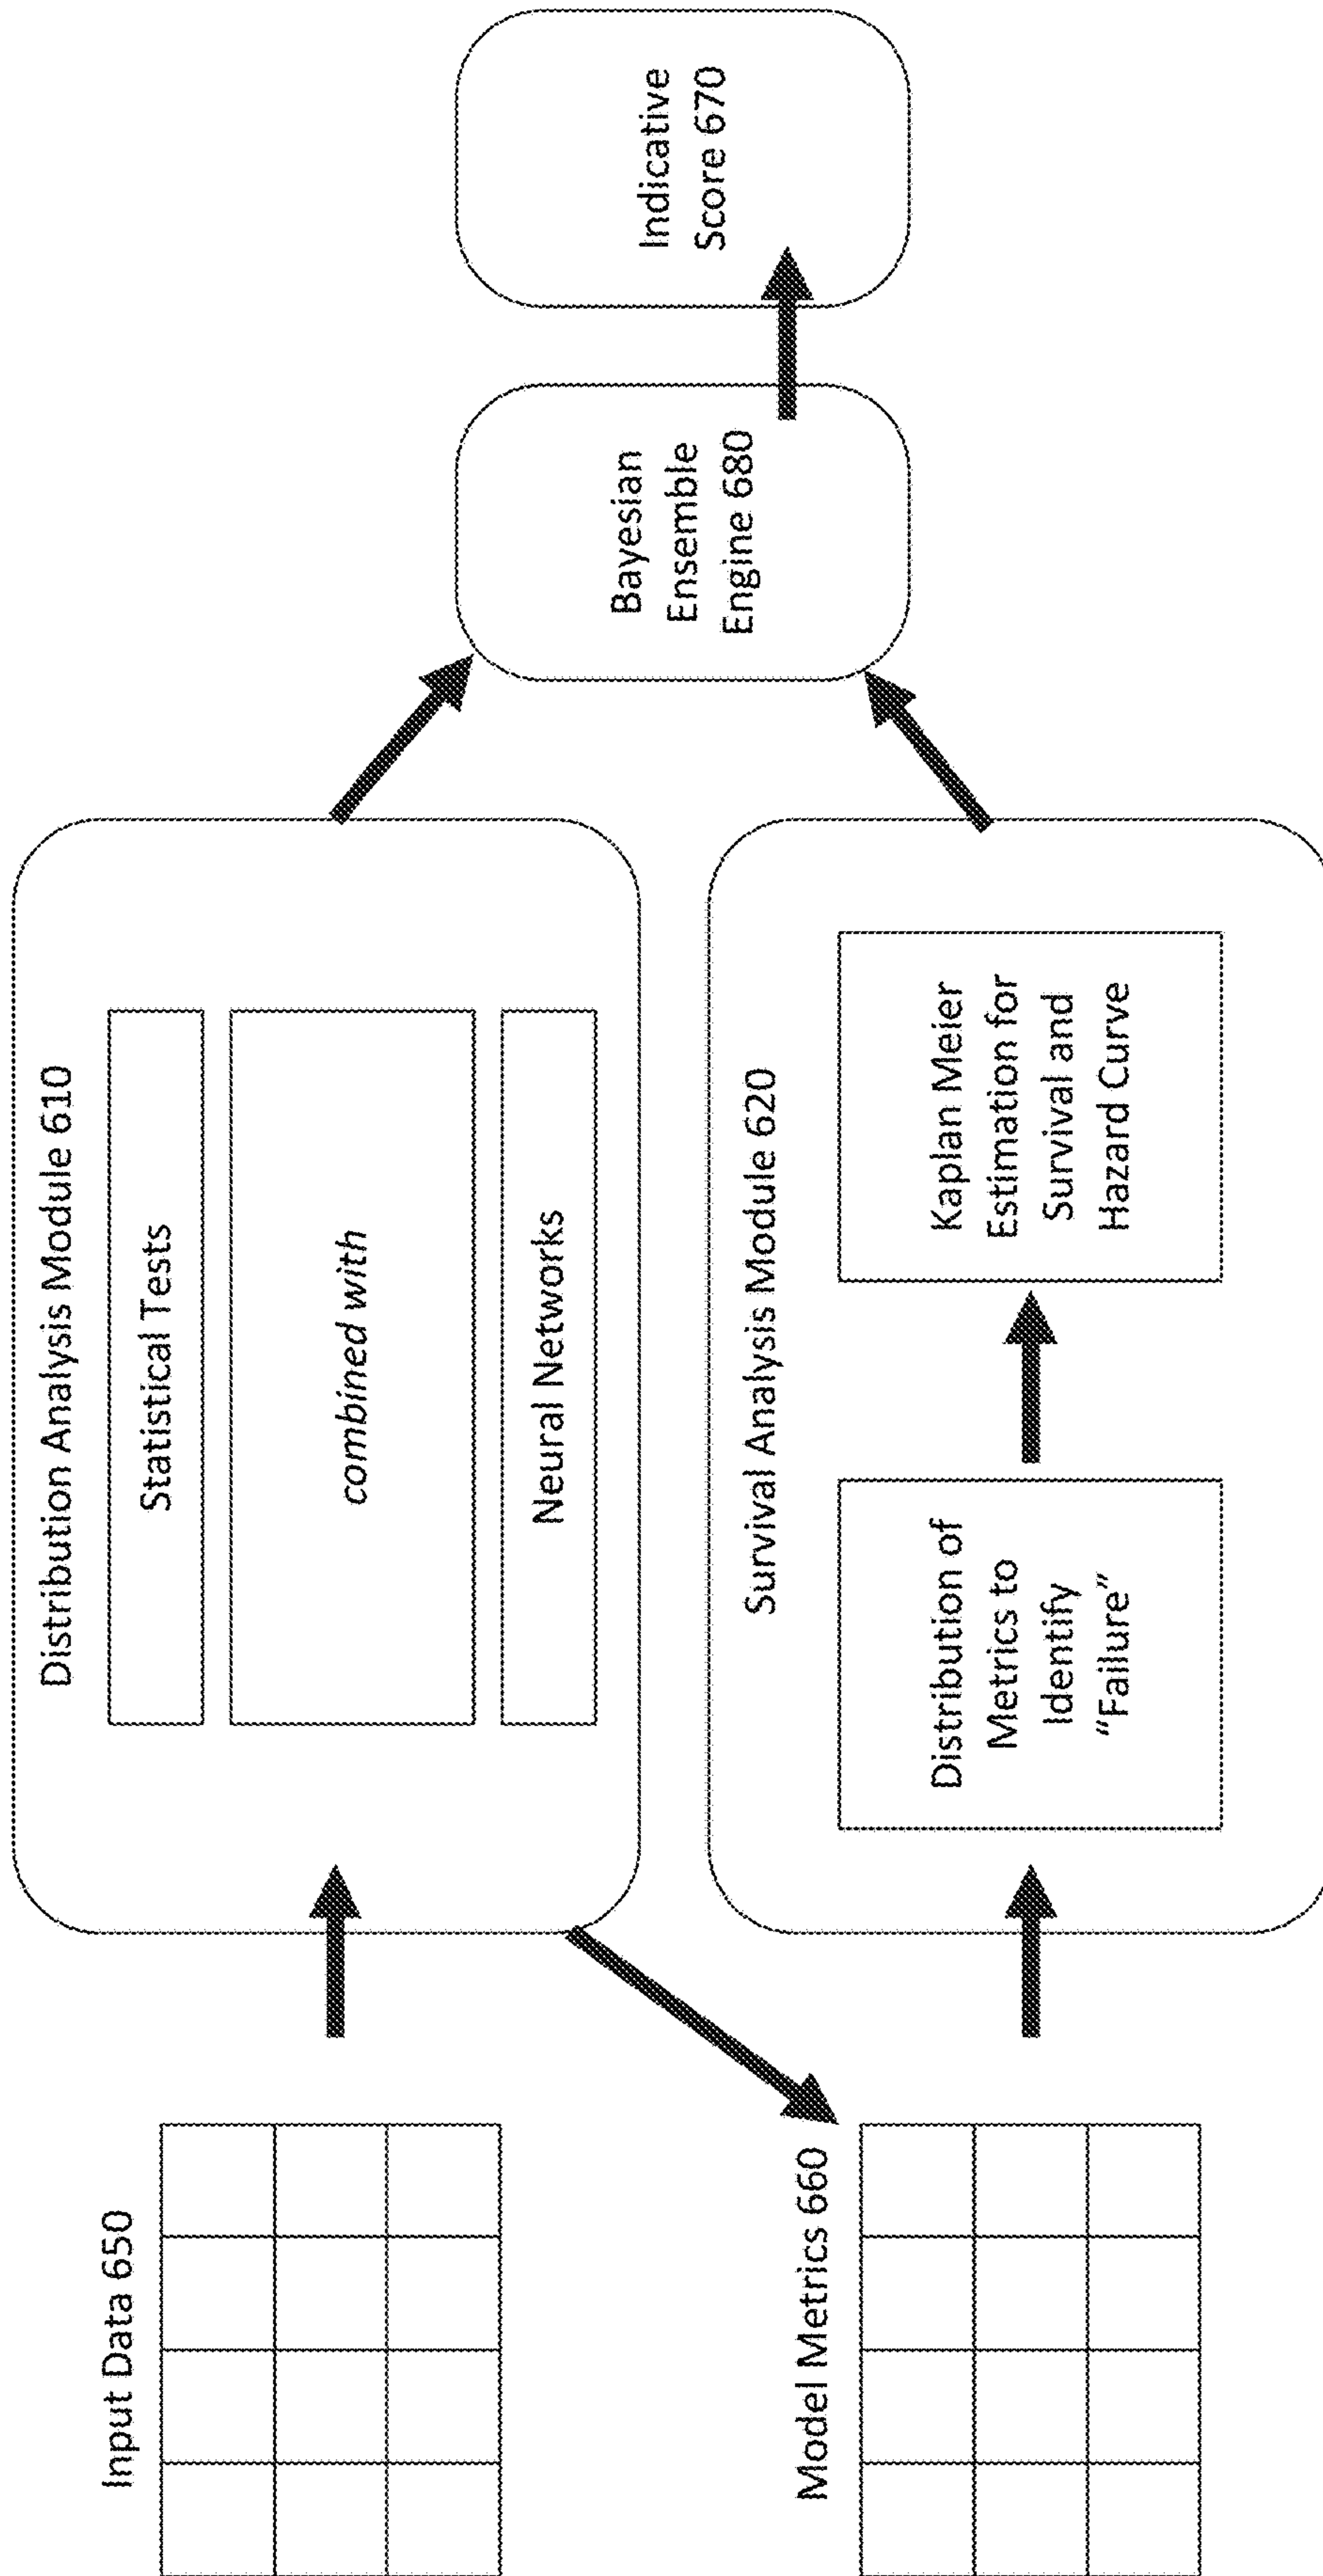 Input Data 650
Distribution Analysis Module 610
Statistical Tests
combined with
Neural Networks
Model Metrics 660
Survival Analysis Module 620
Distribution of
Metrics to
Identify
“Failure”
Kaplan Meier
Estimation for
Survival and
Hazard Curve
Bayesian
Ensemble
Engine 680
Indicative
Score 670